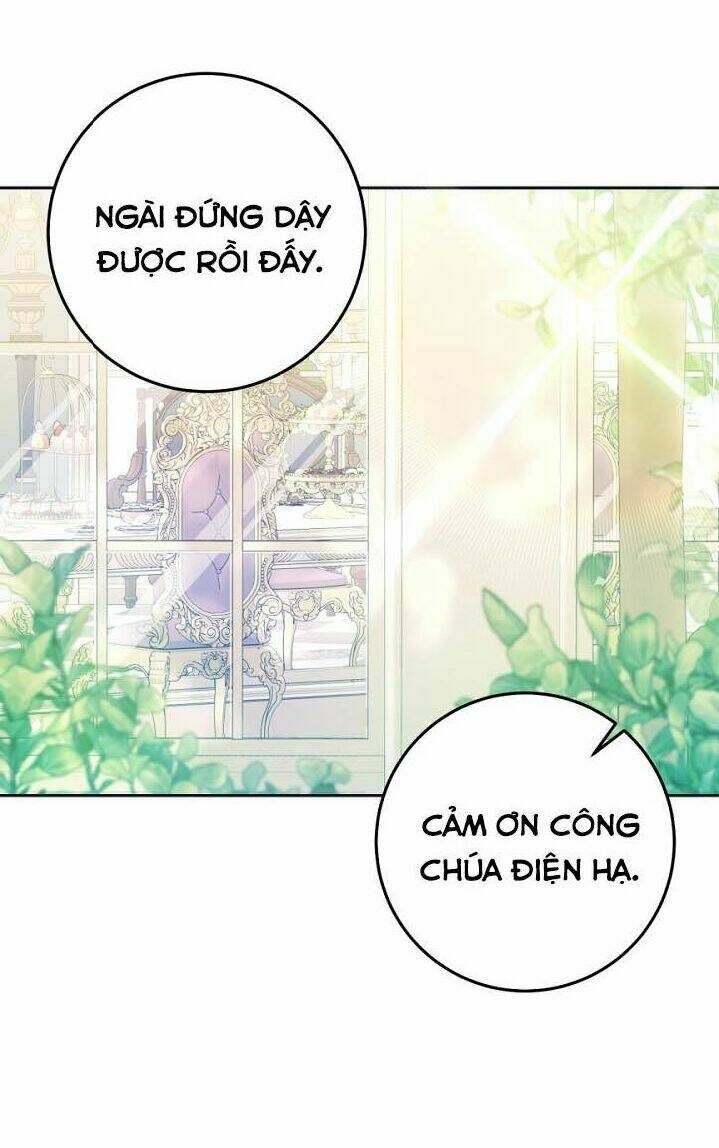 NGÀI ĐỨNG DẬY
ĐƯỢC RỒI ĐẤY.
CẢM ƠN CÔNG
CHÚA ĐIỆN HẠ.